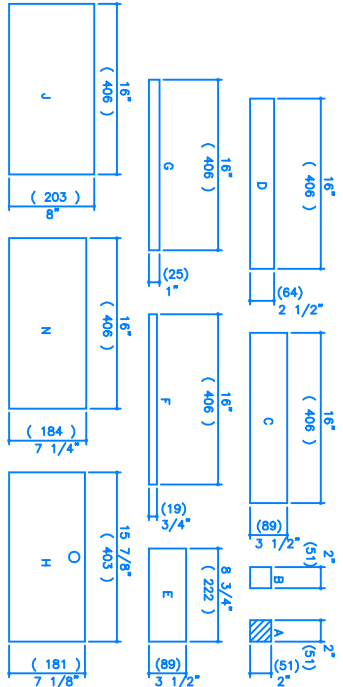 16"
( 406 )
J
( 203 )
8"
16"
( 406 )
G
(25)
1"
16"
( 406 )
D
(64)
2 1/2"
16"
( 406 )
N
( 184 )
7 1/4"
16"
( 406 )
F
(19)
3/4"
16"
( 406 )
C
(89)
3 1/2"
15 7/8"
( 403 )
H
( 181 )
7 1/8"
8 3/4"
( 222 )
E
(89)
3 1/2"
2"
(51)
B
2"
(51)
A
(51)
2"